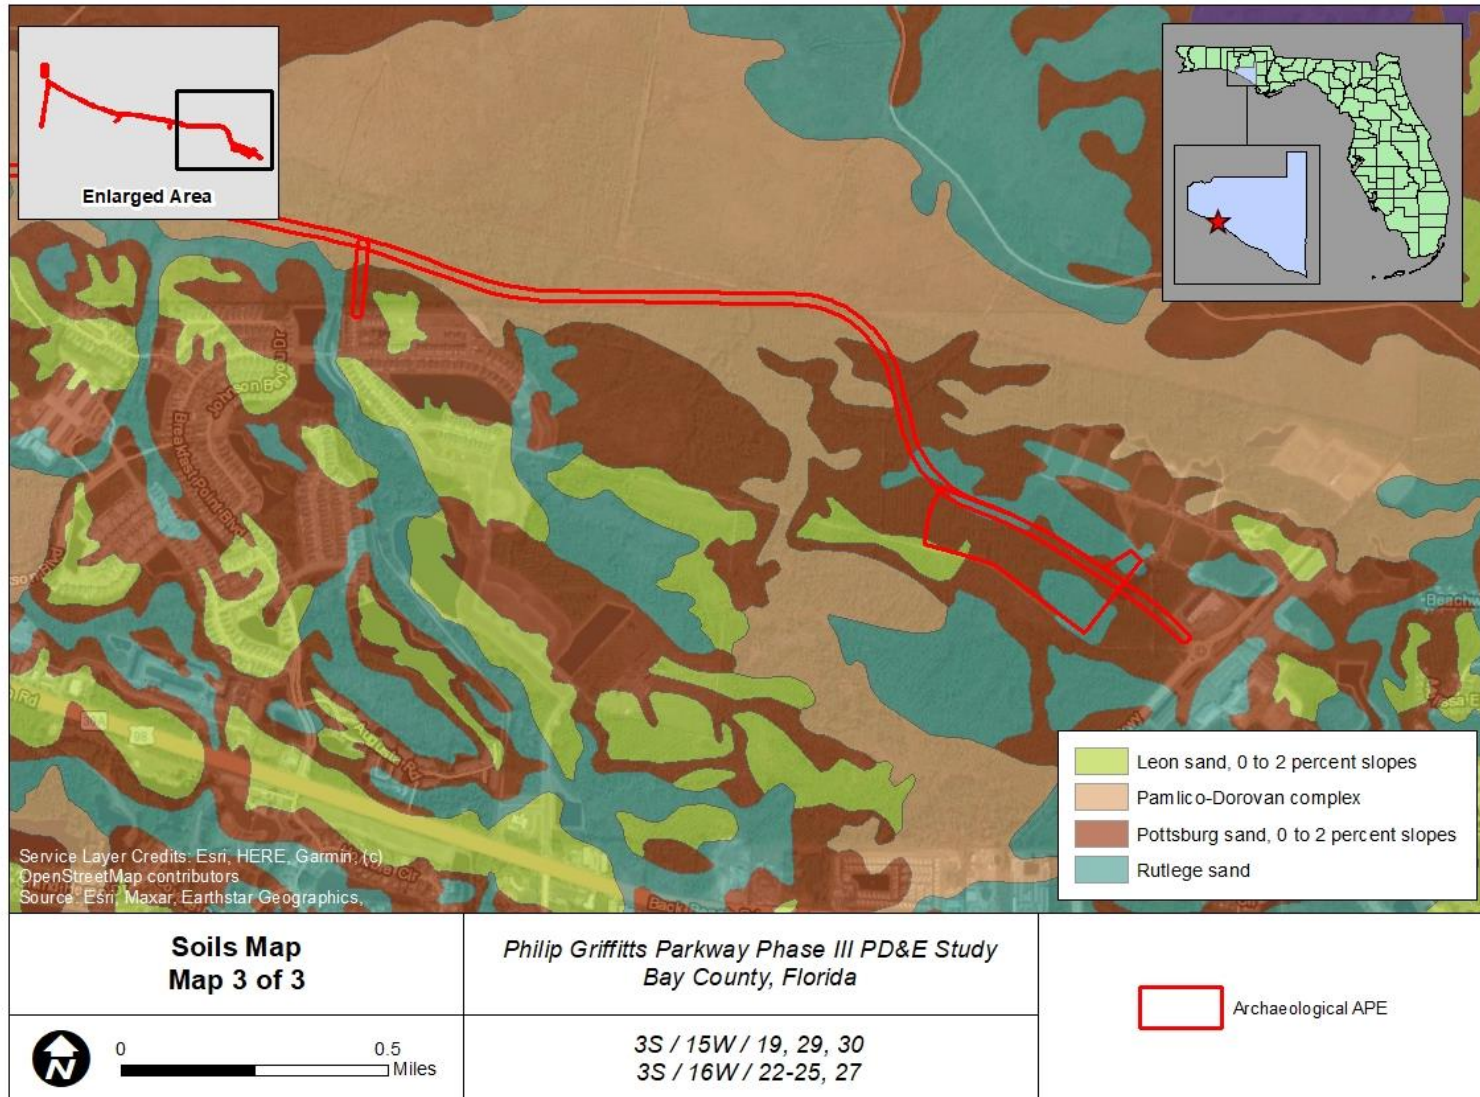 Enlarged Area
Johnson Bayou Dr
Breakfast Point Blvd
98
Augusta Rd
Leon sand, 0 to 2 percent slopes
Pamlico-Dorovan complex
Pottsburg sand, 0 to 2 percent slopes
Rutlege sand
Service Layer Credits: Esri, HERE, Garmin, (c)
OpenStreetMap contributors
Source: Esri, Maxar, Earthstar Geographics,
Soils Map
Map 3 of 3
Philip Griffitts Parkway Phase III PD&E Study
Bay County, Florida
Archaeological APE
N
0
0.5
Miles
3S / 15W / 19, 29, 30
3S / 16W / 22-25, 27